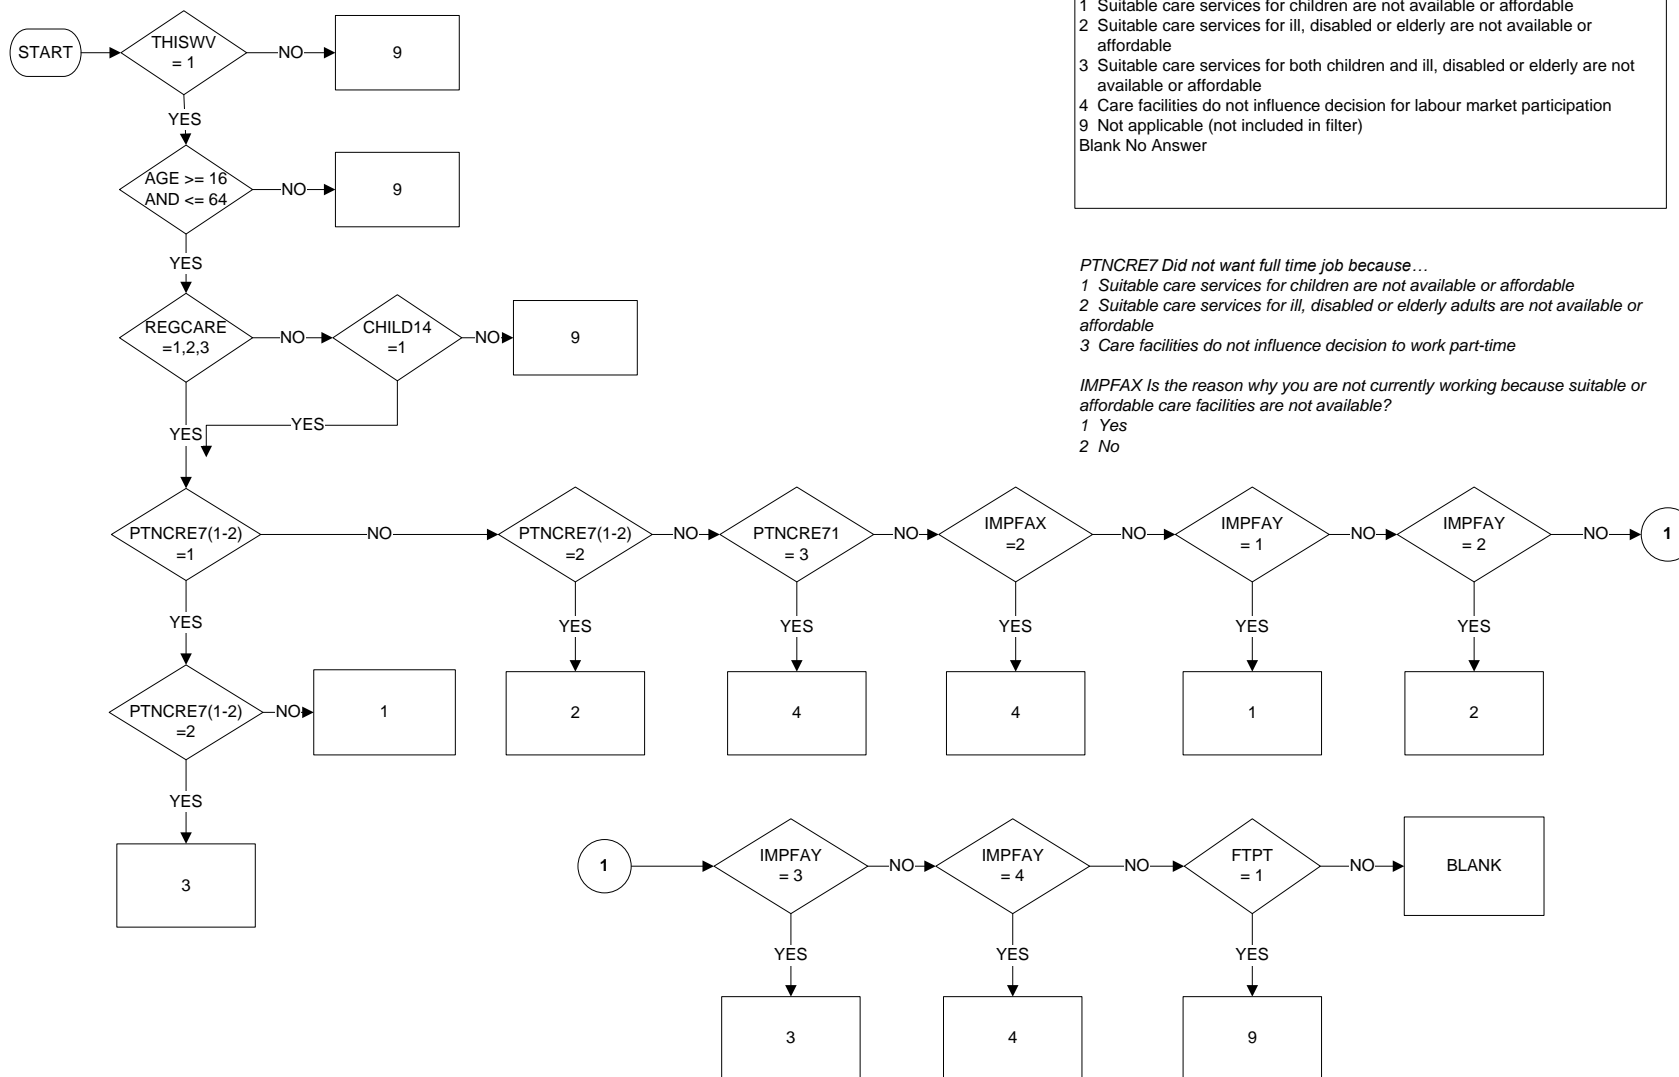 1 Suitable care services for children are not available or affordable
2 Suitable care services for ill, disabled or elderly are not available or
affordable
3 Suitable care services for both children and ill, disabled or elderly are not
available or affordable
4 Care facilities do not influence decision for labour market participation
9 Not applicable (not included in filter)
Blank No Answer
START
THISWV
= 1
NO
9
YES
AGE >= 16
AND <= 64
NO
9
YES
PTNCRE7 Did not want full time job because…
1 Suitable care services for children are not available or affordable
2 Suitable care services for ill, disabled or elderly adults are not available or
affordable
3 Care facilities do not influence decision to work part-time
IMPFAX Is the reason why you are not currently working because suitable or
affordable care facilities are not available?
1 Yes
2 No
REGCARE
=1,2,3
NO
CHILD14
=1
NO
9
YES
YES
PTNCRE7(1-2)
=1
NO
PTNCRE7(1-2)
=2
NO
PTNCRE71
= 3
NO
IMPFAX
=2
NO
IMPFAY
= 1
NO
IMPFAY
= 2
NO
1
YES
YES
YES
YES
YES
YES
PTNCRE7(1-2)
=2
NO
1
2
4
4
1
2
YES
3
1
IMPFAY
= 3
NO
IMPFAY
= 4
NO
FTPT
= 1
NO
BLANK
YES
YES
YES
3
4
9